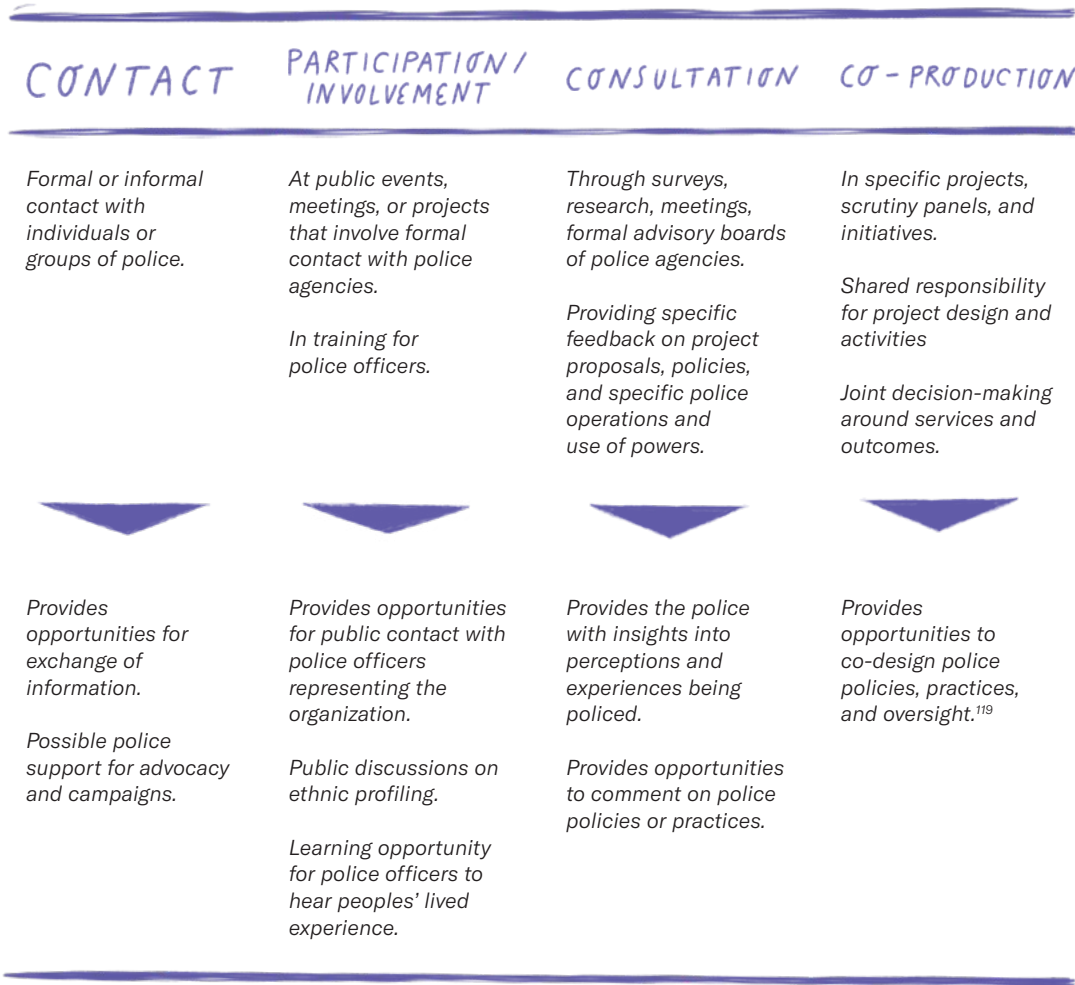 CONTACT
PARTICIPATION /
INVOLVEMENT
CONSULTATION
CO-PRODUCTION
Formal or informal
contact with
individuals or
groups of police.
At public events,
meetings, or projects
that involve formal
contact with police
agencies.
In training for
police officers.
Through surveys,
research, meetings,
formal advisory boards
of police agencies.
Providing specific
feedback on project
proposals, policies,
and specific police
operations and
use of powers.
In specific projects,
scrutiny panels, and
initiatives.
Shared responsibility
for project design and
activities
Joint decision-making
around services and
outcomes.
Provides
opportunities for
exchange of
information.
Possible police
support for advocacy
and campaigns.
Provides opportunities
for public contact with
police officers
representing the
organization.
Public discussions on
ethnic profiling.
Learning opportunity
for police officers to
hear peoples’ lived
experience.
Provides the police
with insights into
perceptions and
experiences being
policed.
Provides opportunities
to comment on police
policies or practices.
Provides
opportunities to
co-design police
policies, practices,
and oversight.119